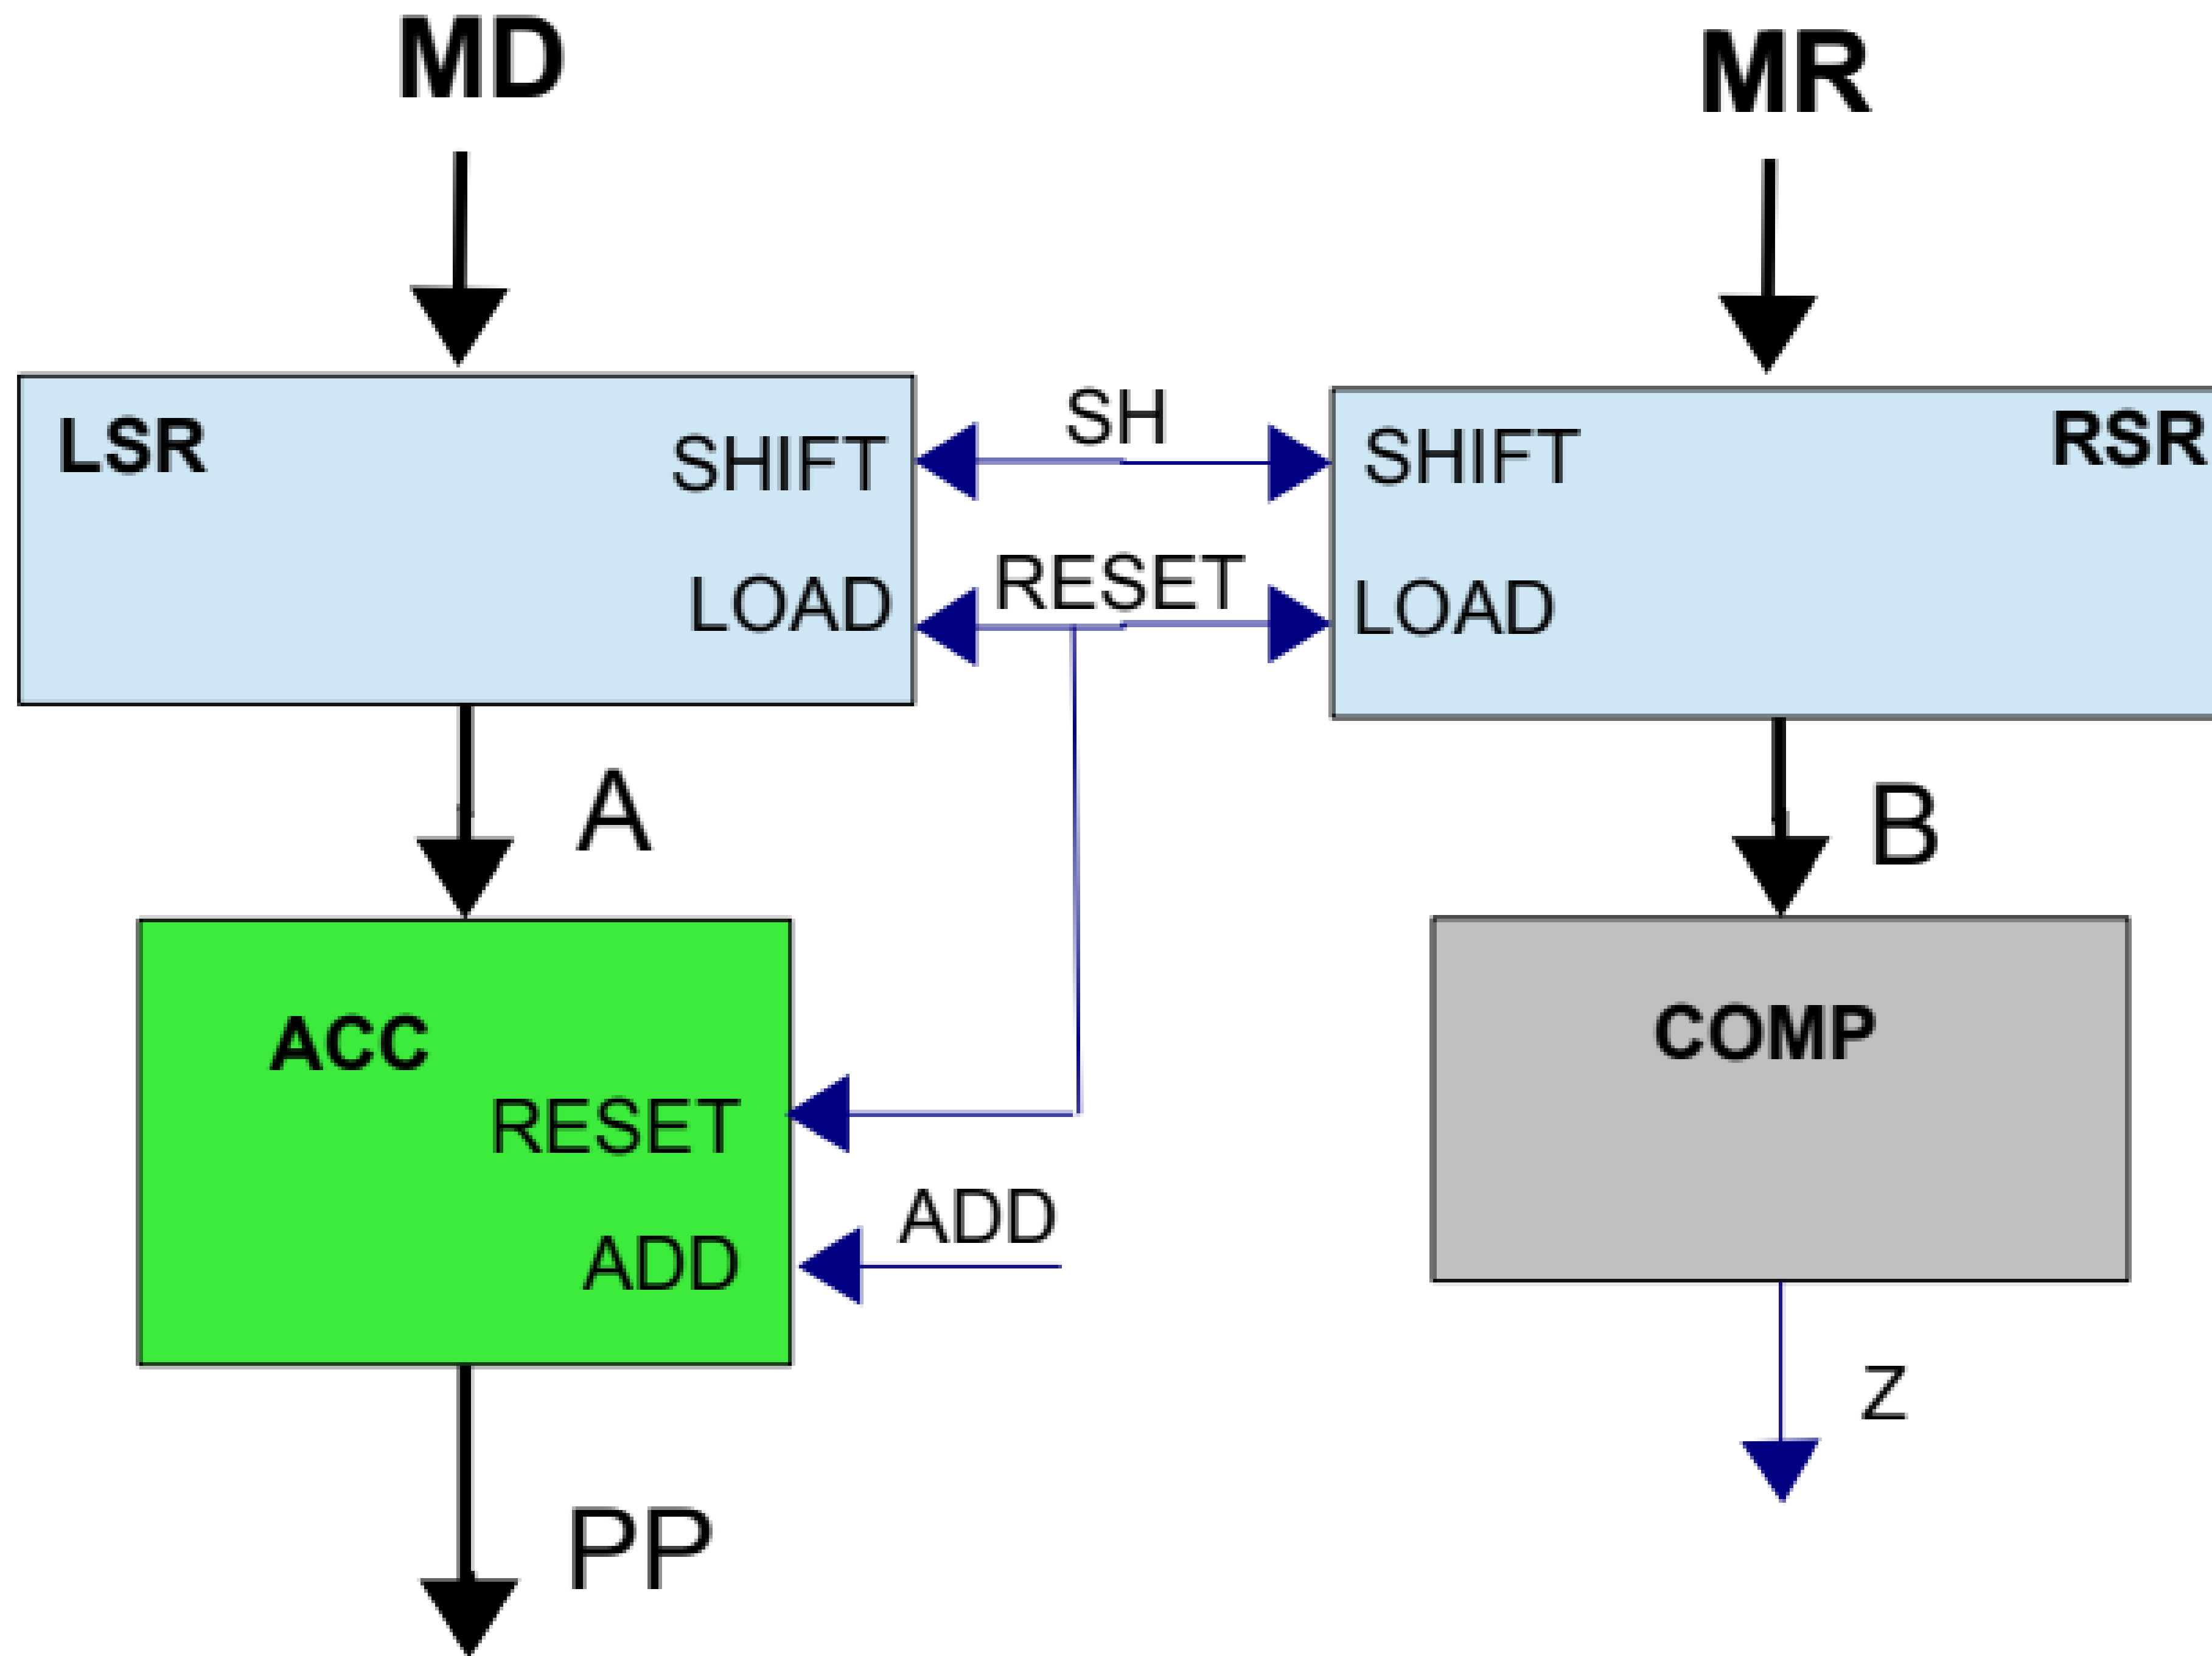 MD
MR
LSR
SHIFT
LOAD
SH
RESET
SHIFT
RSR
LOAD
A
B
ACC
RESET
ADD
ADD
COMP
Z
PP